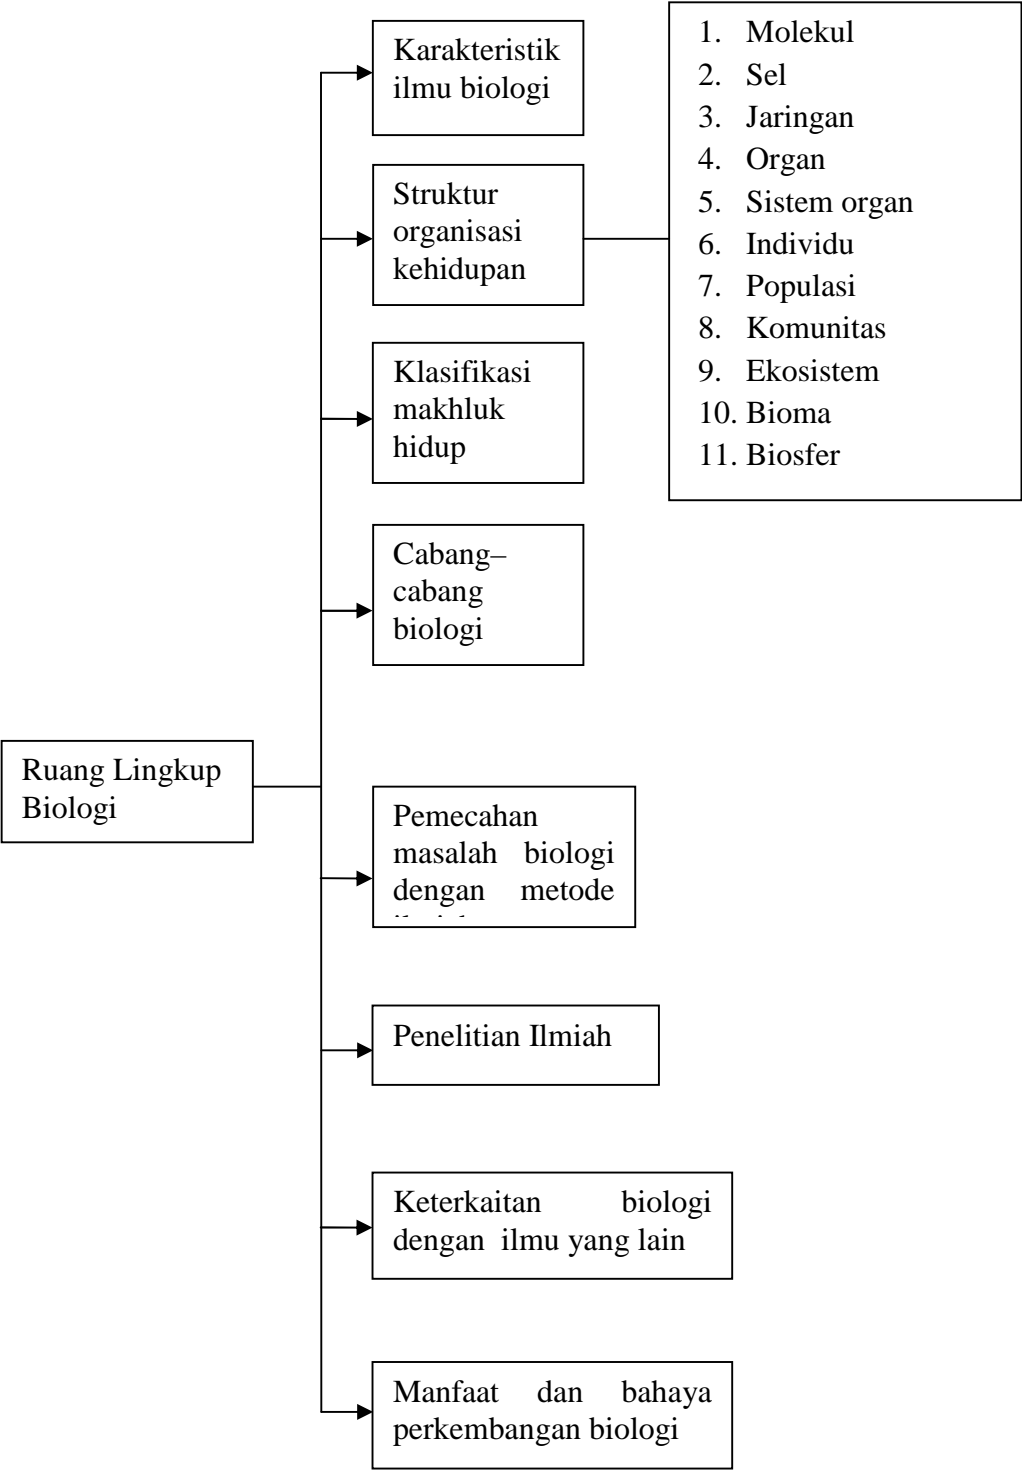 Karakteristik
ilmu biologi
Struktur
organisasi
kehidupan
1. Molekul
2. Sel
3. Jaringan
4. Organ
5. Sistem organ
6. Individu
7. Populasi
8. Komunitas
9. Ekosistem
10. Bioma
11. Biosfer
Klasifikasi
makhluk
hidup
Cabang–
cabang
biologi
Ruang Lingkup
Biologi
Pemecahan
masalah biologi
dengan metode
Penelitian Ilmiah
Keterkaitan biologi
dengan ilmu yang lain
Manfaat dan bahaya
perkembangan biologi